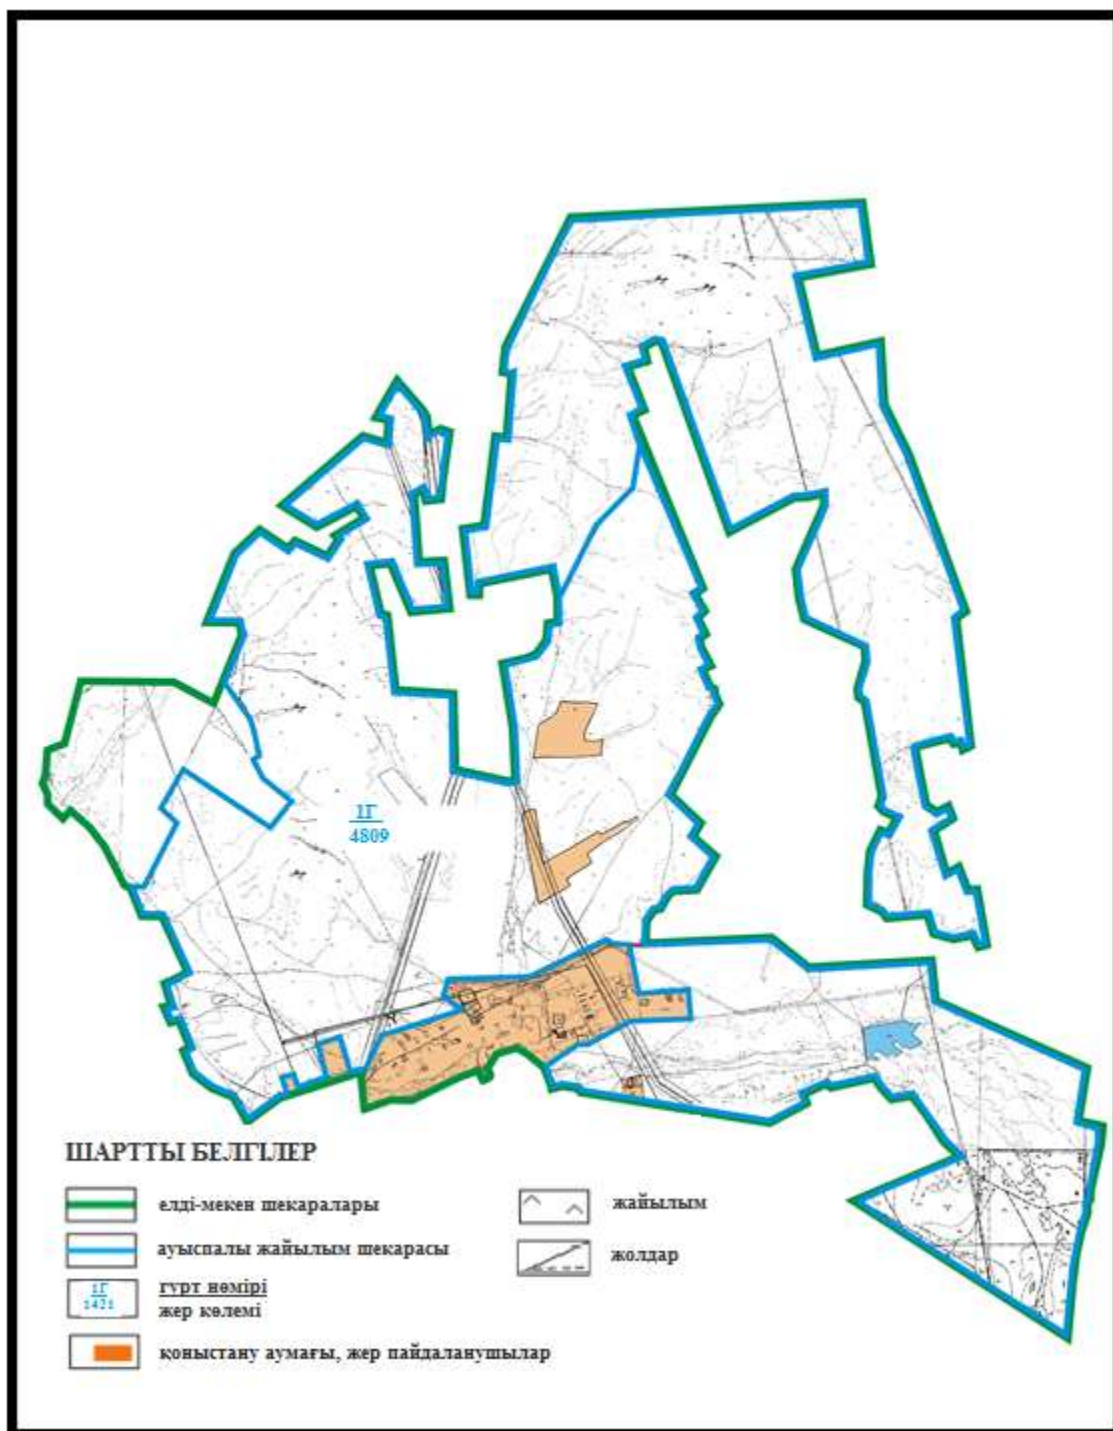 1Г
4809
ШАРТТЫ БЕЛГІЛЕР
елді-мекен шекаралары
ауыспалы жайылым шекарасы
1Г
1421
гурт нөмірі
жер көлемі
қоныстану аумағы, жер пайдаланушылар
жайылым
жолдар